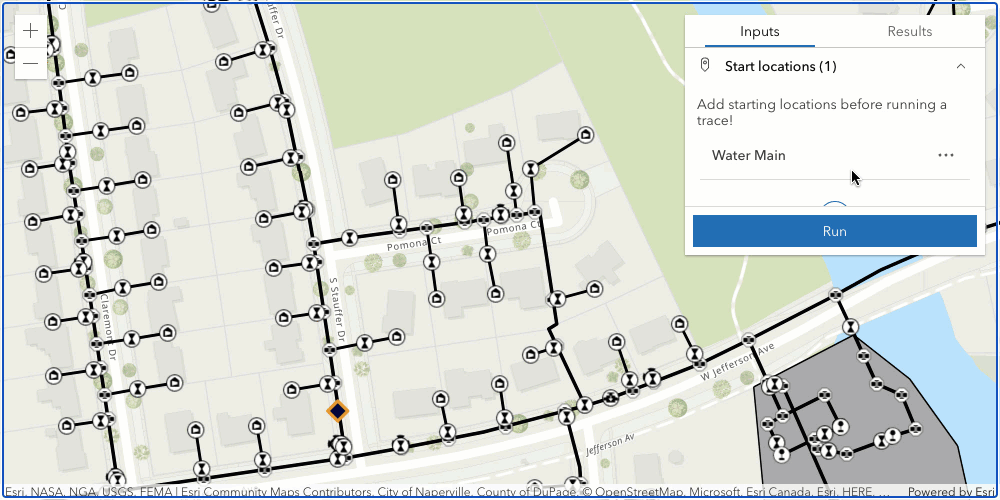 Inputs
Results
Start locations (1)
Add starting locations before running a
trace!
Water Main
Run
Stauffer Dr
Pomona Ct
Pomona Ct
S Stauffer Dr
Claremont Dr
W Jefferson Ave
Jefferson Av
Esri, NASA, NGA, USGS, FEMA | Esri Community Maps Contributors, City of Naperville, County of DuPage, © OpenStreetMap, Microsoft, Esri Canada, Esri, HERE, ...
Powered by Esri